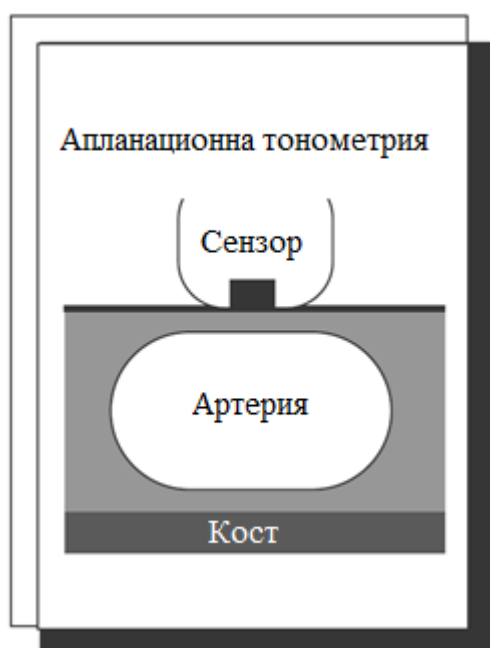 Апланационна тонометрия
Сензор
Артерия
Кост